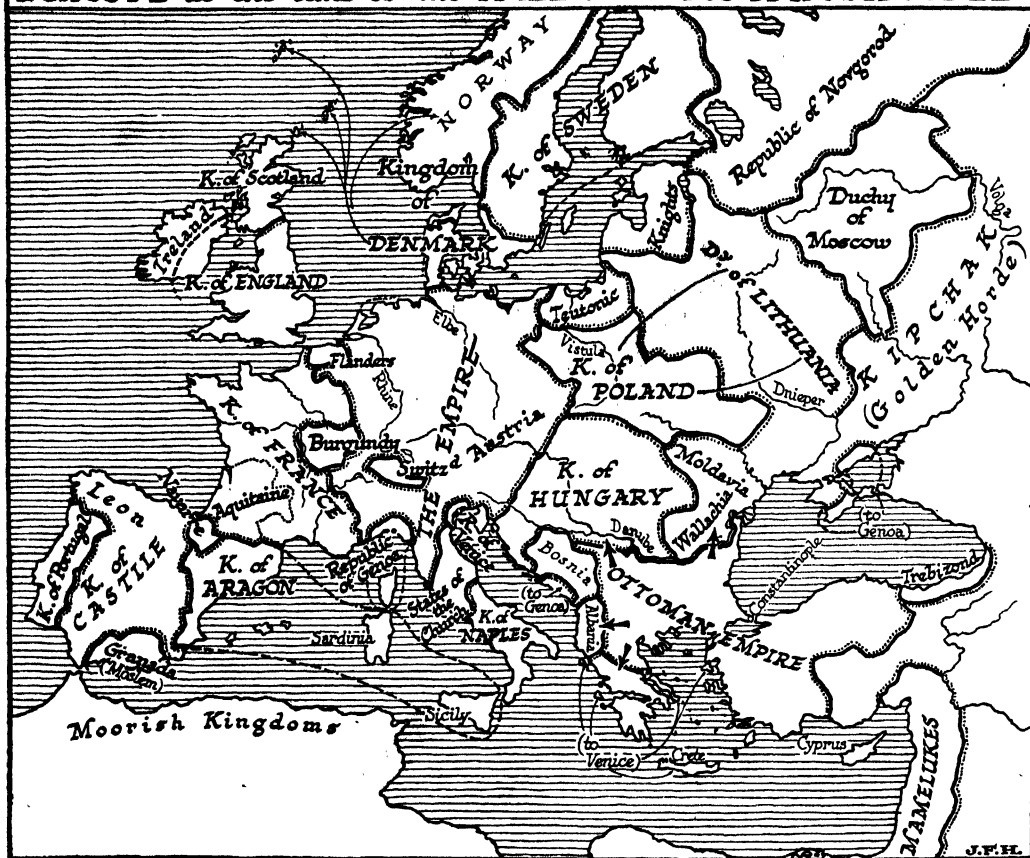 NORWAY
K. of SWEDEN
Republic of Novgorod
K. of Scotland
Kingdom
of
DENMARK
Ireland
K. of ENGLAND
Knights
Duchy
of
Moscow
Volga
KIPCHAK
(Golden Horde)
Teutonic
Dy. of LITHUANIA
Elbe
Vistula
K. of
POLAND
Dnieper
Flanders
Rhine
THE EMPIRE
K. of FRANCE
Burgundy
Switzd
Austria
K. of
HUNGARY
Moldavia
Wallachia
Danube
(to
Genoa)
Leon
Navarre
Aquitaine
K. of Portugal
K. of
CASTILE
K. of
ARAGON
Republic
of Genoa
of Venice
States of
the
Church
Bosnia
(to
Genoa)
Albania
OTTOMAN EMPIRE
Constantinople
Trebizond
Granada
(Moslem)
Sardinia
K. of
NAPLES
Moorish Kingdoms
Sicily
(to
Venice)
Crete
Cyprus
MAMELUKES
J.F.H.